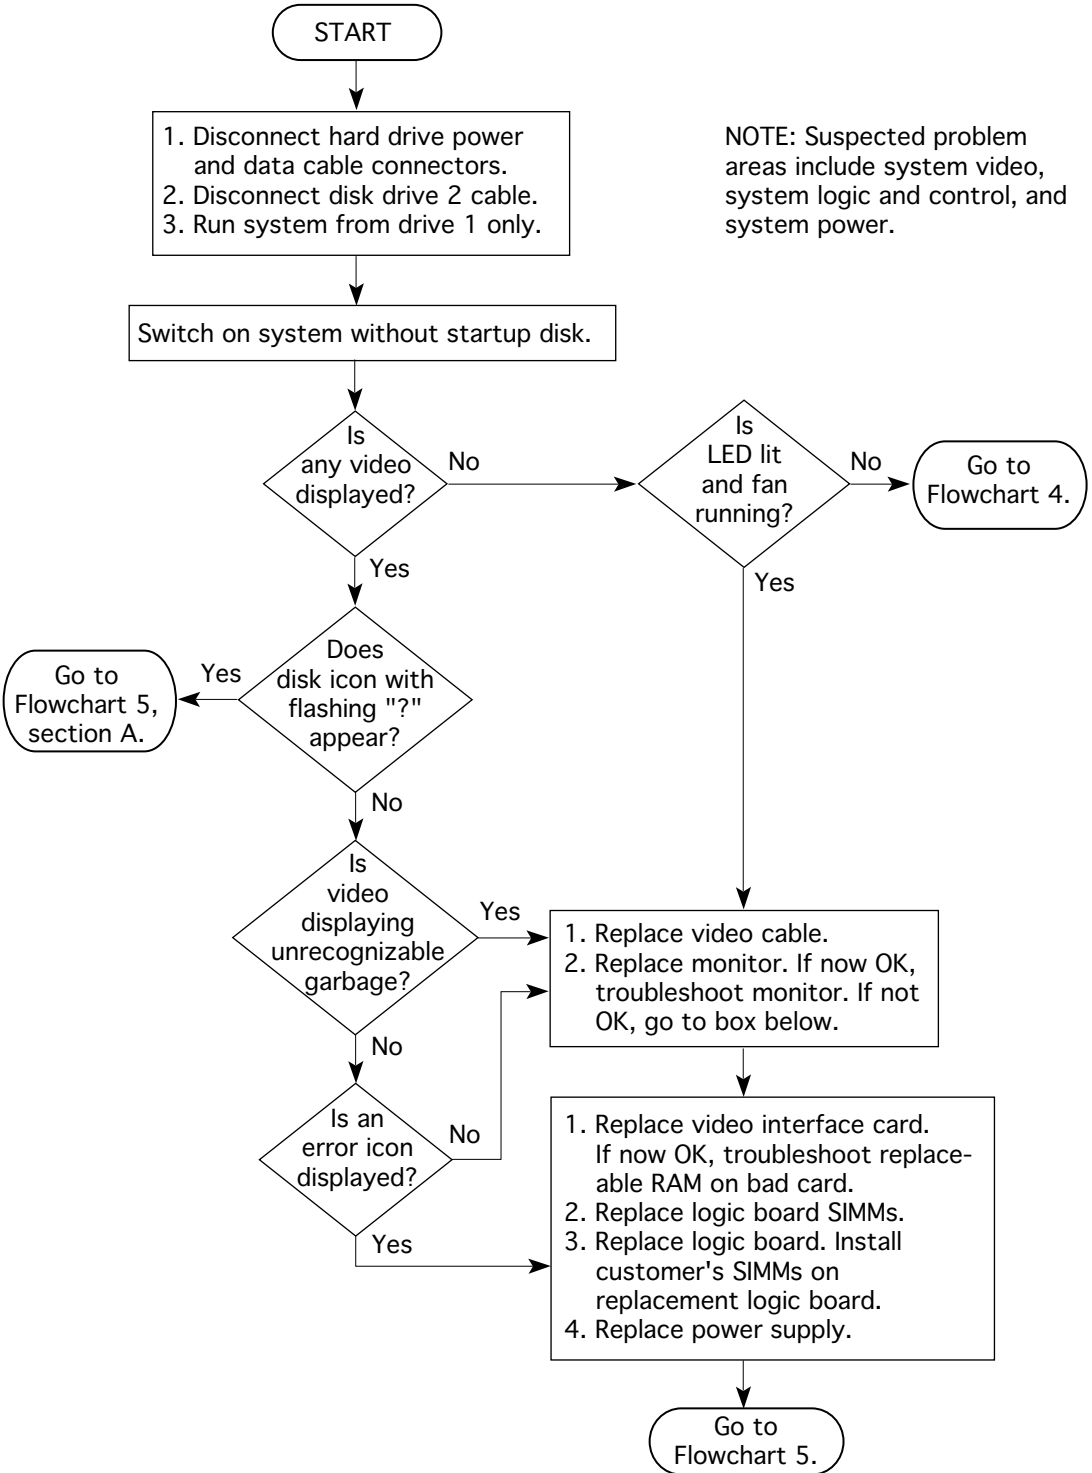 START
1. Disconnect hard drive power
and data cable connectors.
2. Disconnect disk drive 2 cable.
3. Run system from drive 1 only.
NOTE: Suspected problem
areas include system video,
system logic and control, and
system power.
Switch on system without startup disk.
Is
any video
displayed?
No
Is
LED lit
and fan
running?
No
Go to
Flowchart 4.
Yes
Yes
Does
disk icon with
flashing "?"
appear?
Yes
Go to
Flowchart 5,
section A.
No
Is
video
displaying
unrecognizable
garbage?
Yes
1. Replace video cable.
2. Replace monitor. If now OK,
troubleshoot monitor. If not
OK, go to box below.
No
Is an
error icon
displayed?
No
Yes
1. Replace video interface card.
If now OK, troubleshoot replace-
able RAM on bad card.
2. Replace logic board SIMMs.
3. Replace logic board. Install
customer's SIMMs on
replacement logic board.
4. Replace power supply.
Go to
Flowchart 5.